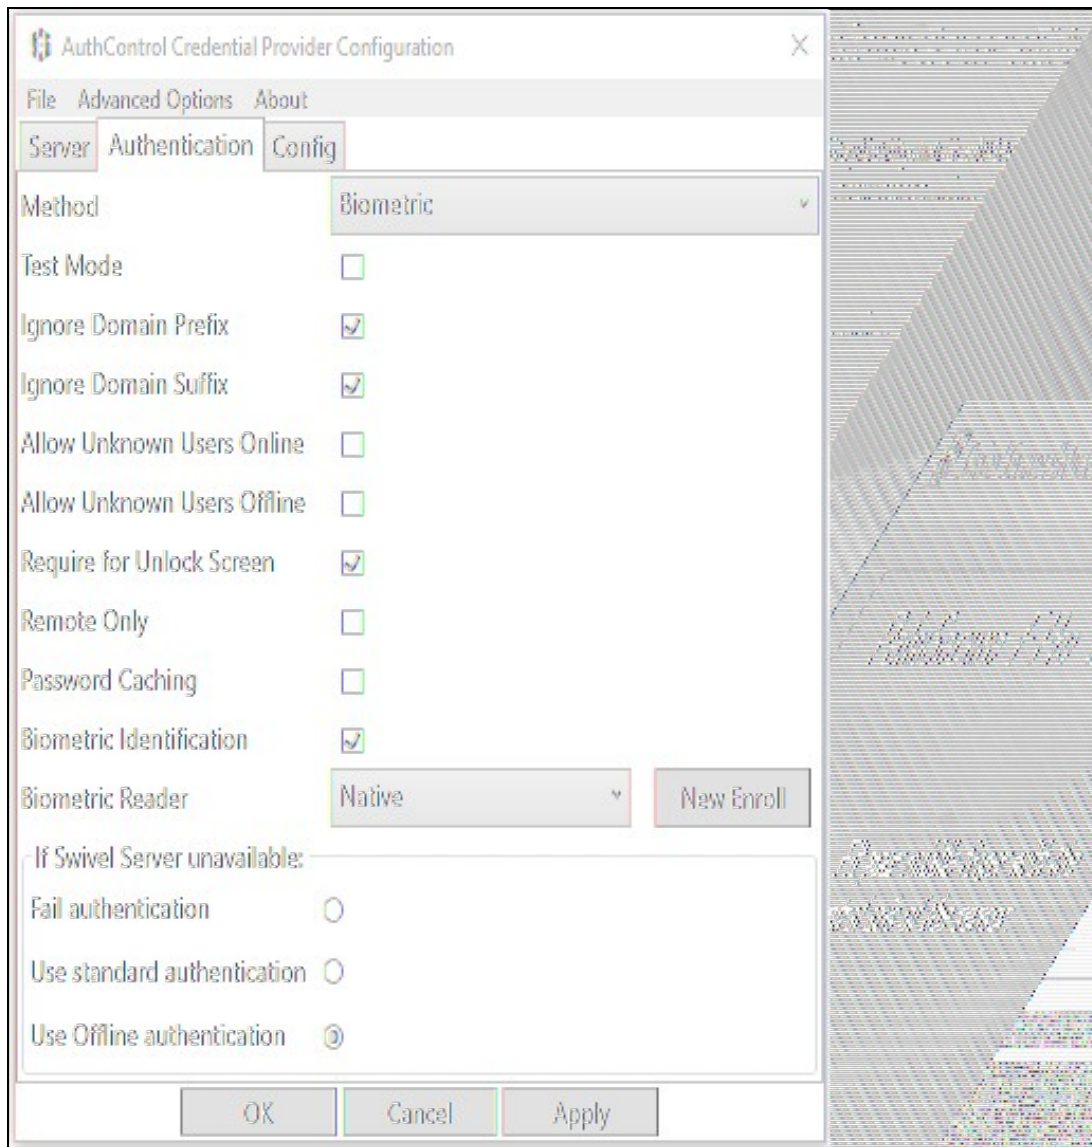 AuthControl Credential Provider Configuration
File Advanced Options About
Server Authentication Config
Method Biometric
Test Mode
Ignore Domain Prefix
Ignore Domain Suffix
Allow Unknown Users Online
Allow Unknown Users Offline
Require for Unlock Screen
Remote Only
Password Caching
Biometric Identification
Biometric Reader Native New Enroll
If Swivel Server unavailable:
Fail authentication
Use standard authentication
Use Offline authentication
OK Cancel Apply